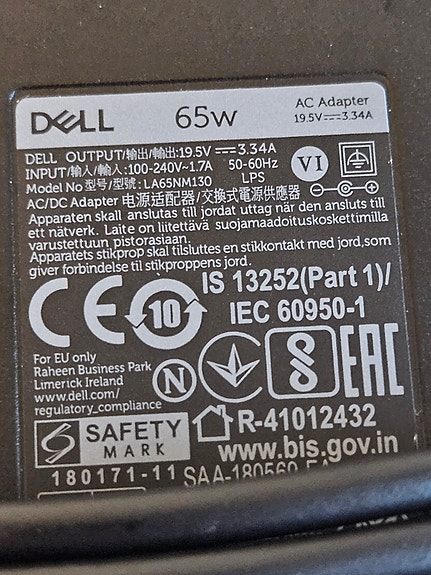 DELL 65W AC Adapter
19.5V⎓3.34A
DELL OUTPUT/输出/輸出:19.5V⎓3.34A
INPUT/输入/輸入:100-240V~1.7A 50-60Hz
Model No 型号/型號: LA65NM130 LPS
AC/DC Adapter 电源适配器/交換式電源供應器
VI
Apparaten skall anslutas till jordat uttag när den ansluts till
ett nätverk. Laite on liitettävä suojamaadoituskoskettimilla
varustettuun pistorasiaan.
Apparatets stikprop skal tilsluttes en stikkontakt med jord,som
giver forbindelse til stikproppens jord.
CE 10 IS 13252(Part 1)/
IEC 60950-1
For EU only
Raheen Business Park
Limerick Ireland
www.dell.com/
regulatory_compliance
N S EAC
R-41012432
www.bis.gov.in
S SAFETY
MARK
180171-11 SAA-180560-EA